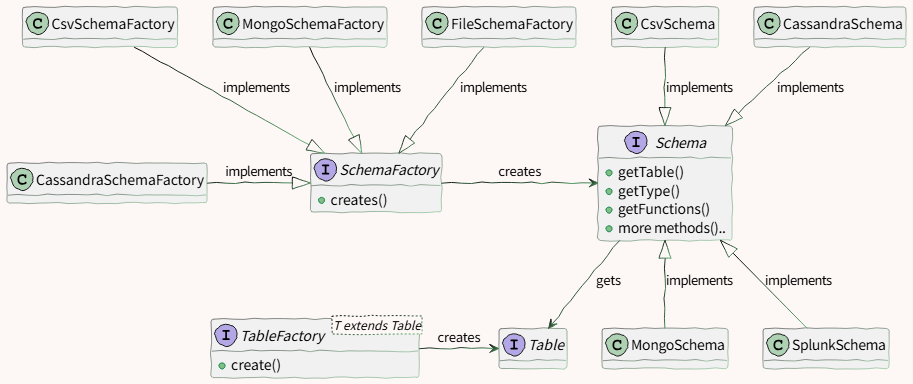 C CsvSchemaFactory
C MongoSchemaFactory
C FileSchemaFactory
C CsvSchema
C CassandraSchema
implements
implements
implements
implements
implements
I Schema
getTable()
getType()
getFunctions()
more methods()..
C CassandraSchemaFactory
implements
I SchemaFactory
creates()
creates
gets
implements
implements
I TableFactory
T extends Table
create()
creates
I Table
C MongoSchema
C SplunkSchema